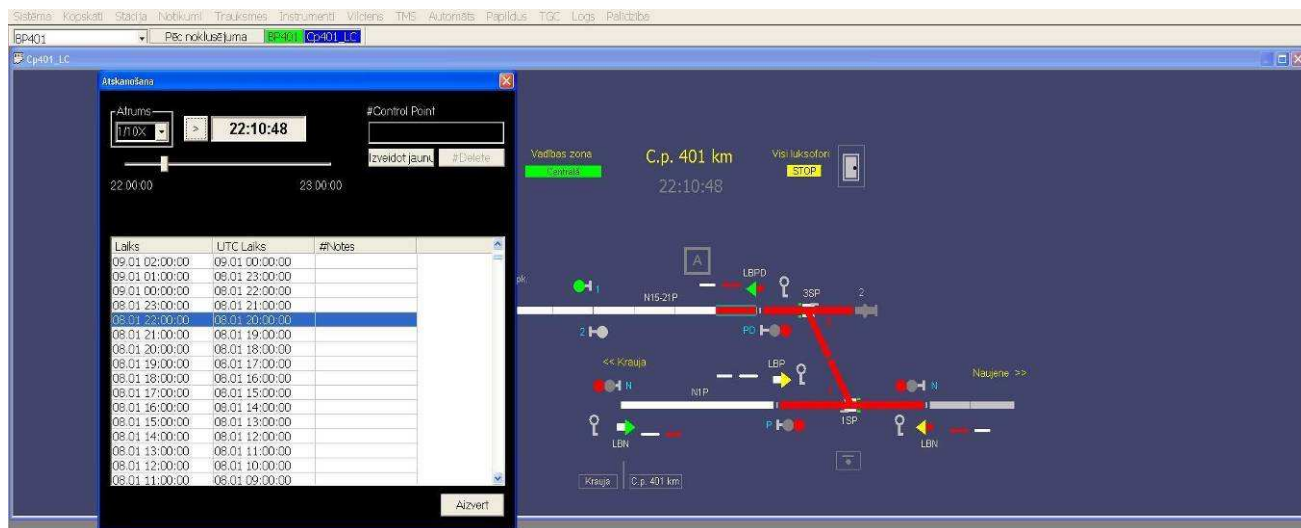 Sistēma Kopskati Stacija Notikumi Trauksmes Instrumenti Vilciens TMS Automāts Papildus TGC Logs Palīdzība
BP401 Pēc noklusējuma BP401 Cp401_LC
Cp401_LC
Atskaņošana
Ātrums
1/10X > 22:10:48
#Control Point
Izveidot jaunu #Delete
22:00:00 23:00:00
Laiks UTC Laiks #Notes
09.01 02:00:00 09.01 00:00:00
09.01 01:00:00 08.01 23:00:00
09.01 00:00:00 08.01 22:00:00
08.01 23:00:00 08.01 21:00:00
08.01 22:00:00 08.01 20:00:00
08.01 21:00:00 08.01 19:00:00
08.01 20:00:00 08.01 18:00:00
08.01 19:00:00 08.01 17:00:00
08.01 18:00:00 08.01 16:00:00
08.01 17:00:00 08.01 15:00:00
08.01 16:00:00 08.01 14:00:00
08.01 15:00:00 08.01 13:00:00
08.01 14:00:00 08.01 12:00:00
08.01 13:00:00 08.01 11:00:00
08.01 12:00:00 08.01 10:00:00
08.01 11:00:00 08.01 09:00:00
Aizvērt
Vadības zona
Centrālā
C.p. 401 km
22:10:48
Visi luksofori
STOP
A
pk.
1
LBPD
N15-21P
3SP
2
2
PD
<< Krauja
LBP
Naujene >>
N
N1P
N
P
1SP
LBN
LBN
Krauja C.p. 401 km